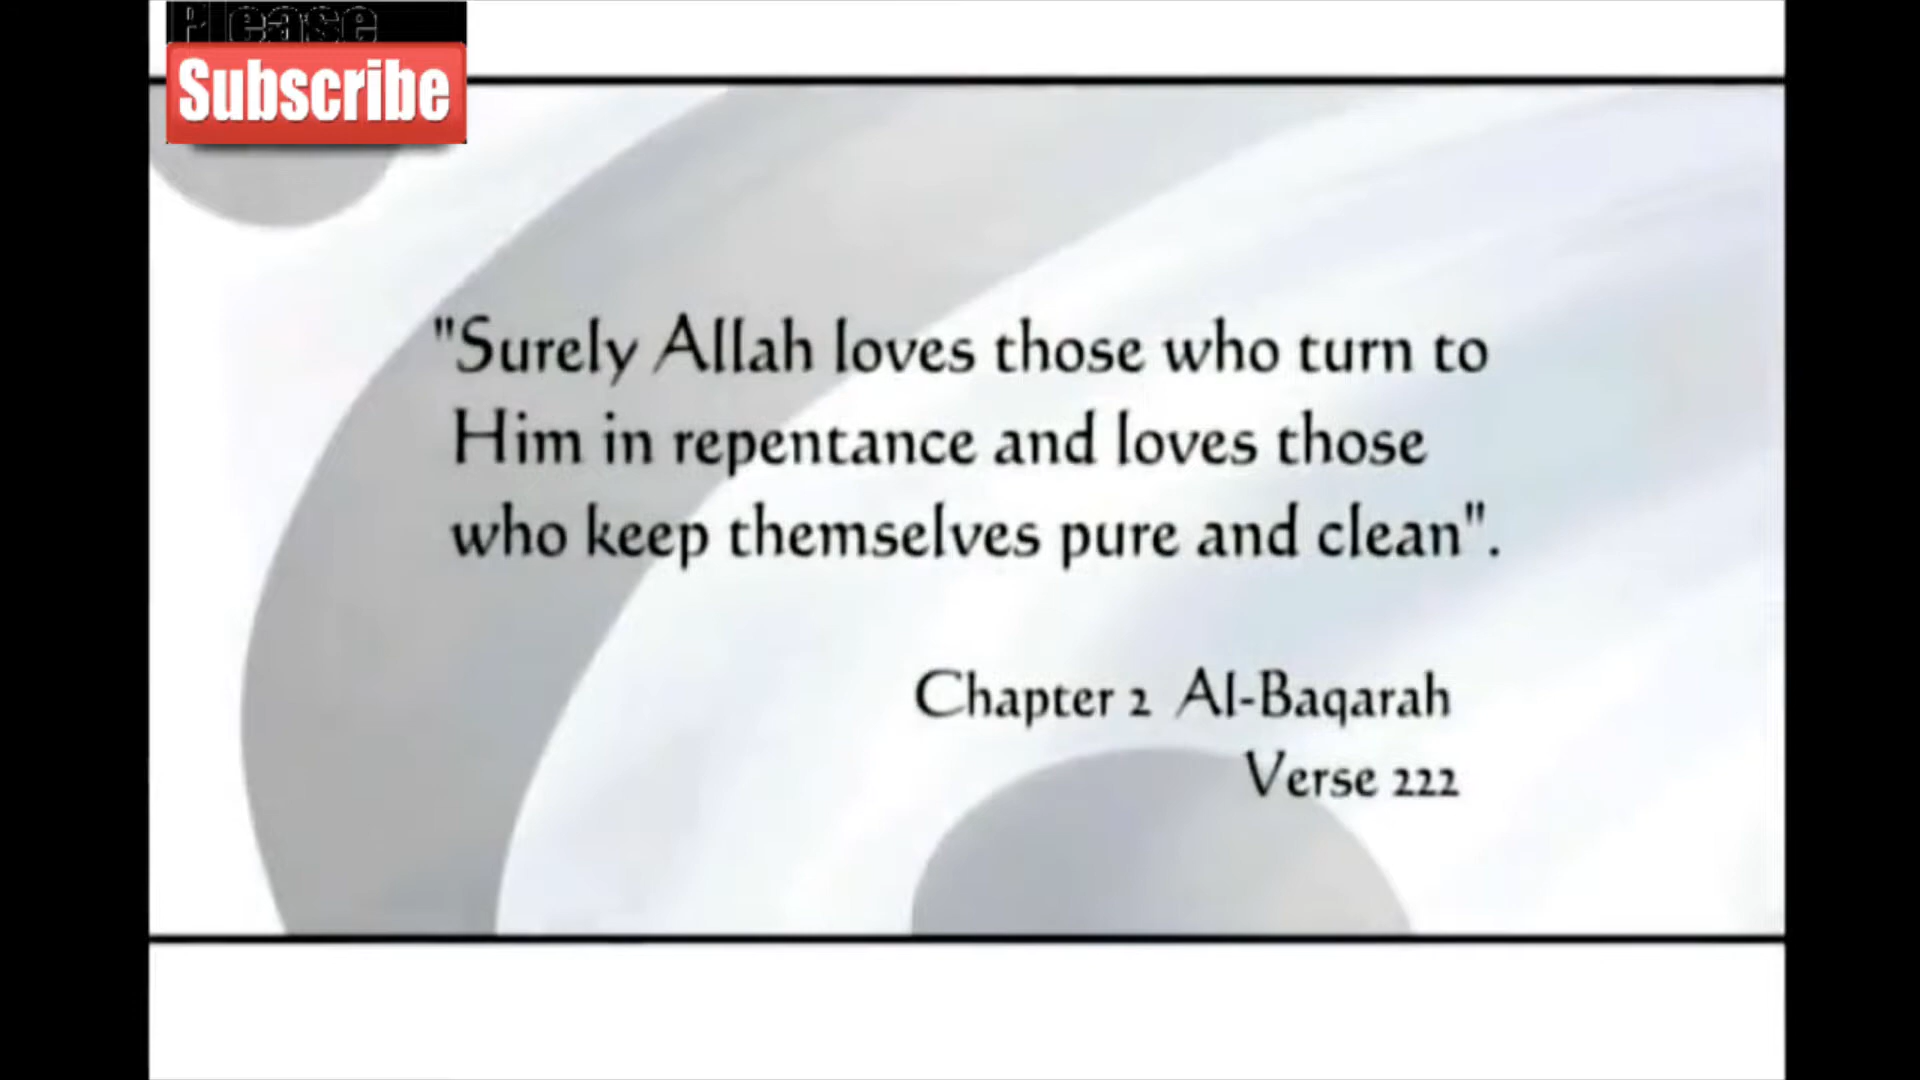 Please
Subscribe
"Surely Allah loves those who turn to
Him in repentance and loves those
who keep themselves pure and clean".
Chapter 2 Al-Baqarah
Verse 222